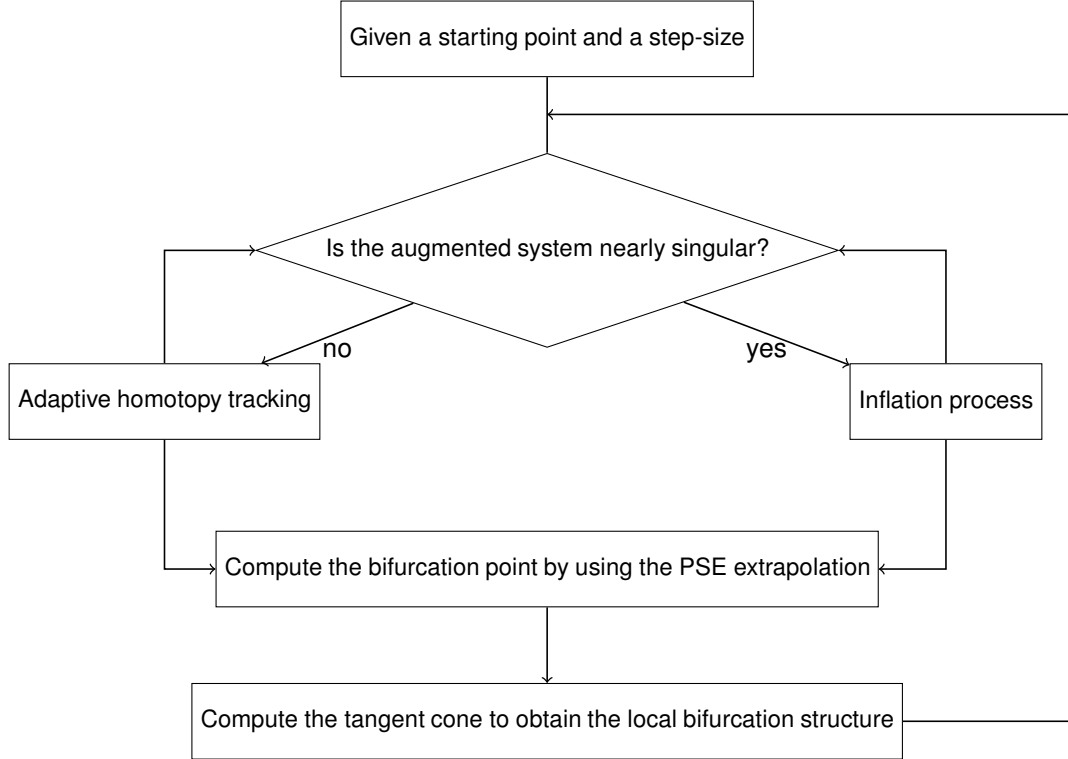 Given a starting point and a step-size
Is the augmented system nearly singular?
no
yes
Adaptive homotopy tracking
Inflation process
Compute the bifurcation point by using the PSE extrapolation
Compute the tangent cone to obtain the local bifurcation structure